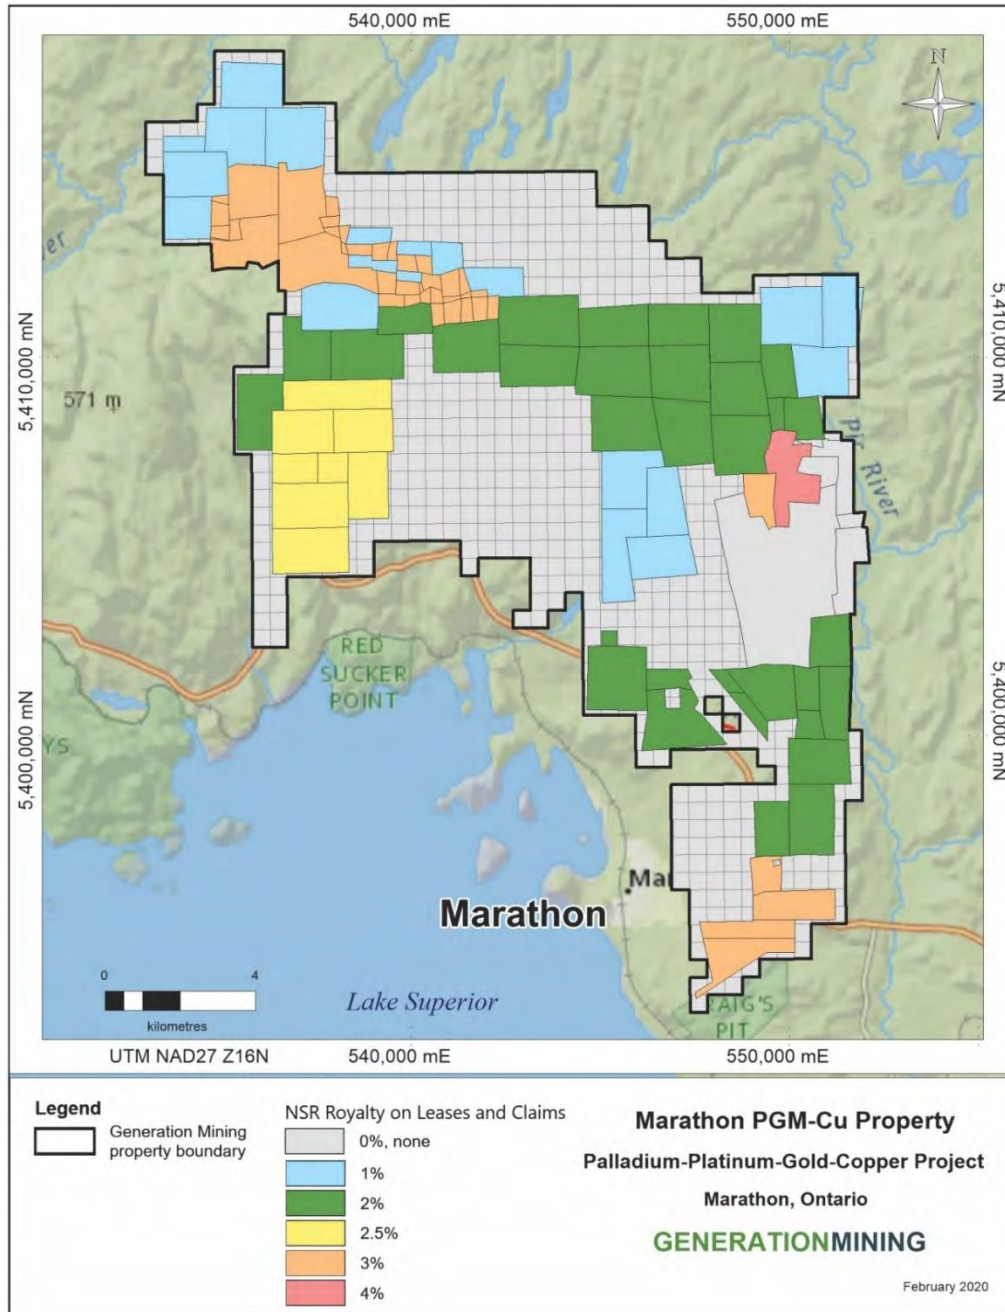 540,000 mE
550,000 mE
N
5,410,000 mN
5,410,000 mN
571 m
Pic River
RED
SUCKER
POINT
5,400,000 mN
5,400,000 mN
YS
Mar
Marathon
0
4
kilometres
Lake Superior
RAIG'S
PIT
UTM NAD27 Z16N
540,000 mE
550,000 mE
Legend
Generation Mining
property boundary
NSR Royalty on Leases and Claims
0%, none
1%
2%
2.5%
3%
4%
Marathon PGM-Cu Property
Palladium-Platinum-Gold-Copper Project
Marathon, Ontario
GENERATIONMINING
February 2020